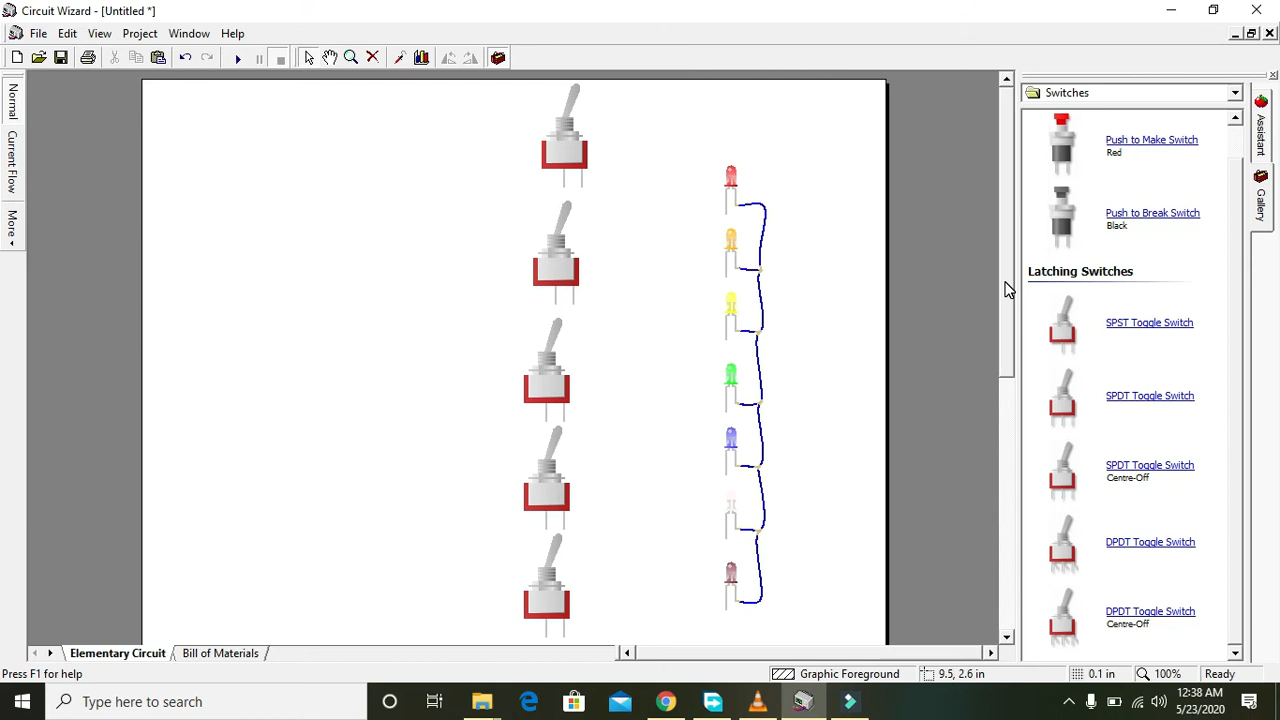 Circuit Wizard - [Untitled *]
File Edit View Project Window Help
Normal
Current Flow
More
Switches
Push to Make Switch
Red
Push to Break Switch
Black
Latching Switches
SPST Toggle Switch
SPDT Toggle Switch
SPDT Toggle Switch
Centre-Off
DPDT Toggle Switch
DPDT Toggle Switch
Centre-Off
Assistant
Gallery
Elementary Circuit Bill of Materials
Press F1 for help
Graphic Foreground
9.5, 2.6 in
0.1 in
100%
Ready
Type here to search
12:38 AM
5/23/2020